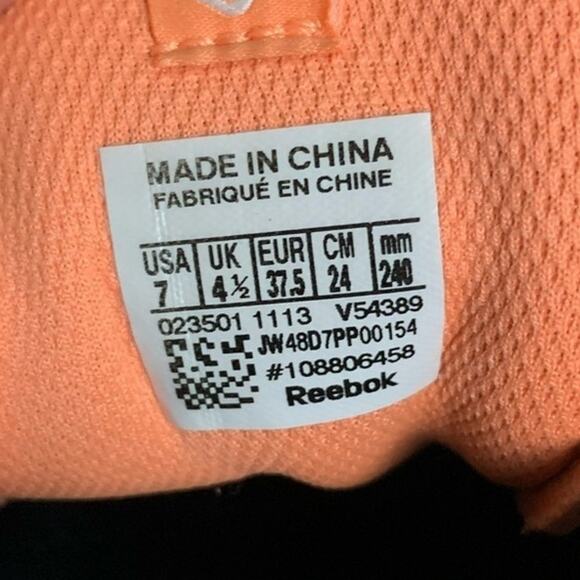 MADE IN CHINA
FABRIQUÉ EN CHINE
USA UK EUR CM mm
7 4½ 37.5 24 240
023501 1113 V54389
JW48D7PP00154
#108806458
Reebok